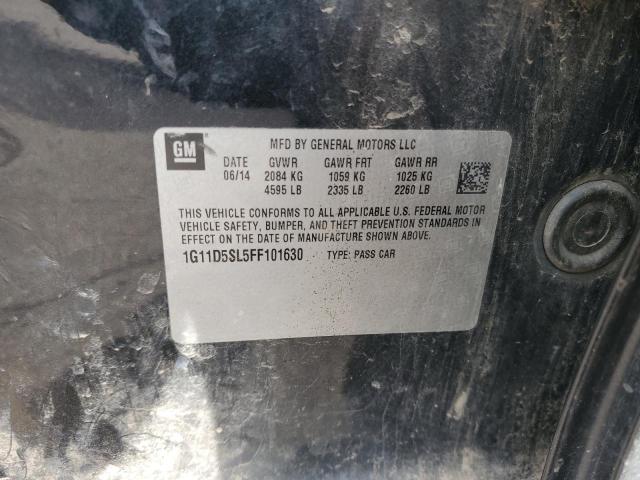 GM
MFD BY GENERAL MOTORS LLC
DATE GVWR GAWR FRT GAWR RR
06/14 2084 KG 1059 KG 1025 KG
4595 LB 2335 LB 2260 LB
THIS VEHICLE CONFORMS TO ALL APPLICABLE U.S. FEDERAL MOTOR
VEHICLE SAFETY, BUMPER, AND THEFT PREVENTION STANDARDS IN
EFFECT ON THE DATE OF MANUFACTURE SHOWN ABOVE.
1G11D5SL5FF101630 TYPE: PASS CAR